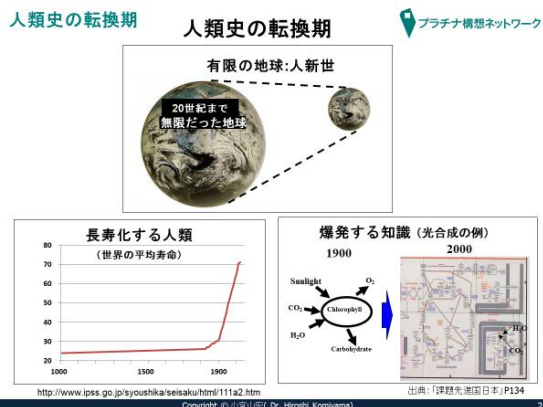 人類史の転換期
人類史の転換期
プラチナ構想ネットワーク
有限の地球:人新世
20世紀まで
無限だった地球
長寿化する人類
(世界の平均寿命)
80
70
60
50
40
30
20
1000
1500
1900
http://www.ipss.go.jp/syoushika/seisaku/html/111a2.htm
爆発する知識(光合成の例)
1900
2000
Sunlight
O₂
CO₂
Chlorophyll
H₂O
Carbohydrate
H₂O
CO₂
出典:「課題先進国日本」P134
Copyright © 小宮山宏( Dr. Hiroshi Komiyama)
2